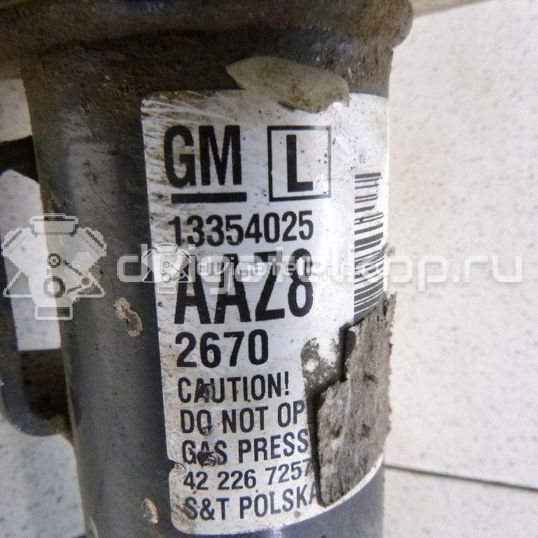 GM L
13354025
AAZ8
2670
CAUTION!
DO NOT OP
GAS PRESS
42 226 7257
S&T POLSKA